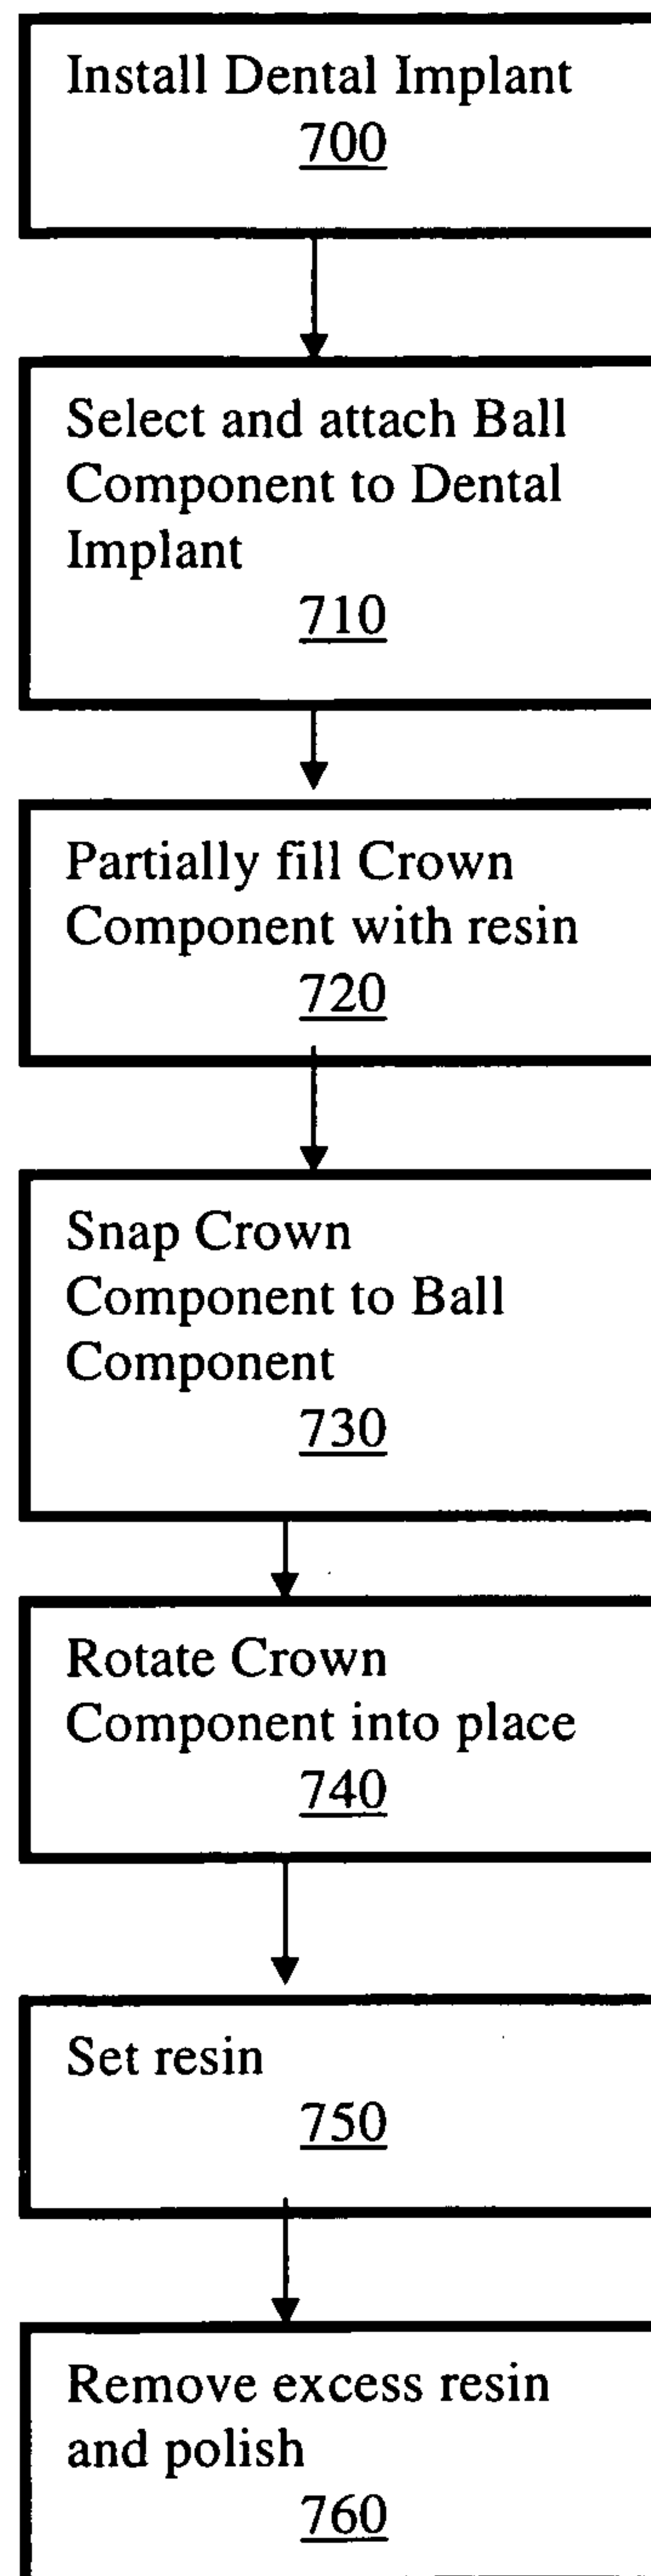 Install Dental Implant
700
Select and attach Ball
Component to Dental
Implant
710
Partially fill Crown
Component with resin
720
Snap Crown
Component to Ball
Component
730
Rotate Crown
Component into place
740
Set resin
750
Remove excess resin
and polish
760